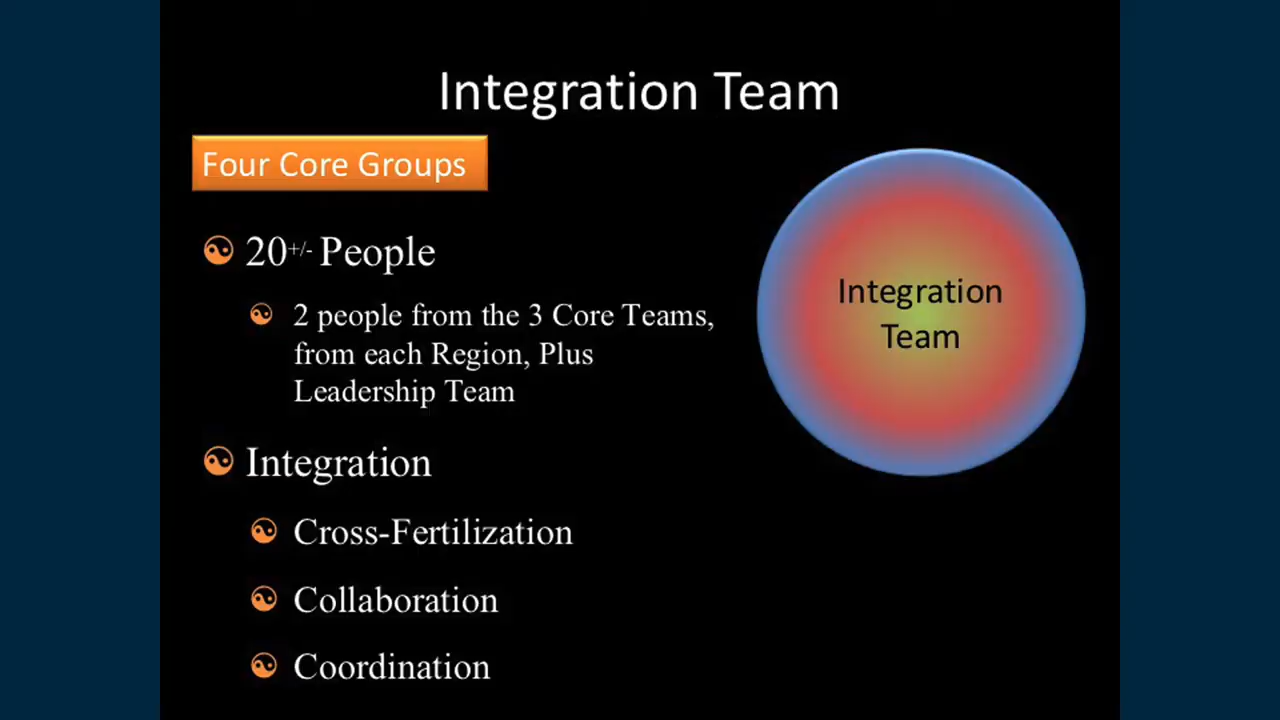 Integration Team
Four Core Groups
20+/- People
2 people from the 3 Core Teams,
from each Region, Plus
Leadership Team
Integration
Cross-Fertilization
Collaboration
Coordination
Integration
Team